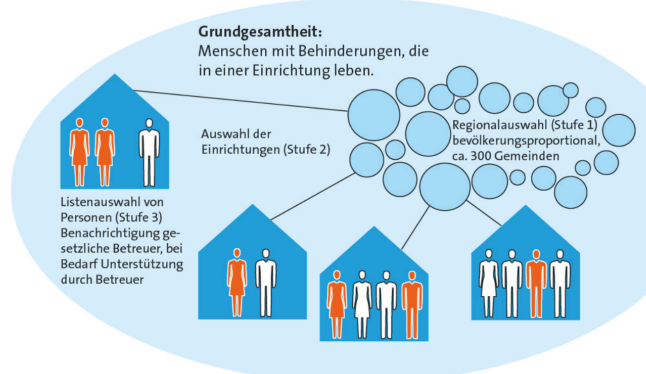 Grundgesamtheit:
Menschen mit Behinderungen, die
in einer Einrichtung leben.
Auswahl der
Einrichtungen (Stufe 2)
Regionalauswahl (Stufe 1)
bevölkerungsproportional,
ca. 300 Gemeinden
Listenauswahl von
Personen (Stufe 3)
Benachrichtigung ge-
setzliche Betreuer, bei
Bedarf Unterstützung
durch Betreuer